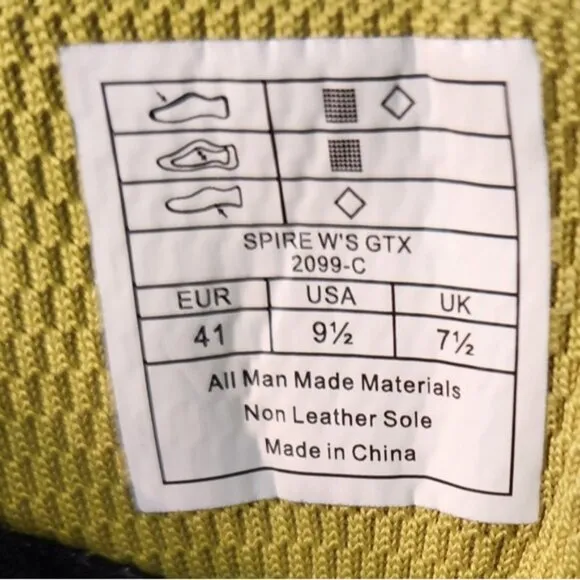 SPIRE W'S GTX
2099-C
EUR USA UK
41 9½ 7½
All Man Made Materials
Non Leather Sole
Made in China